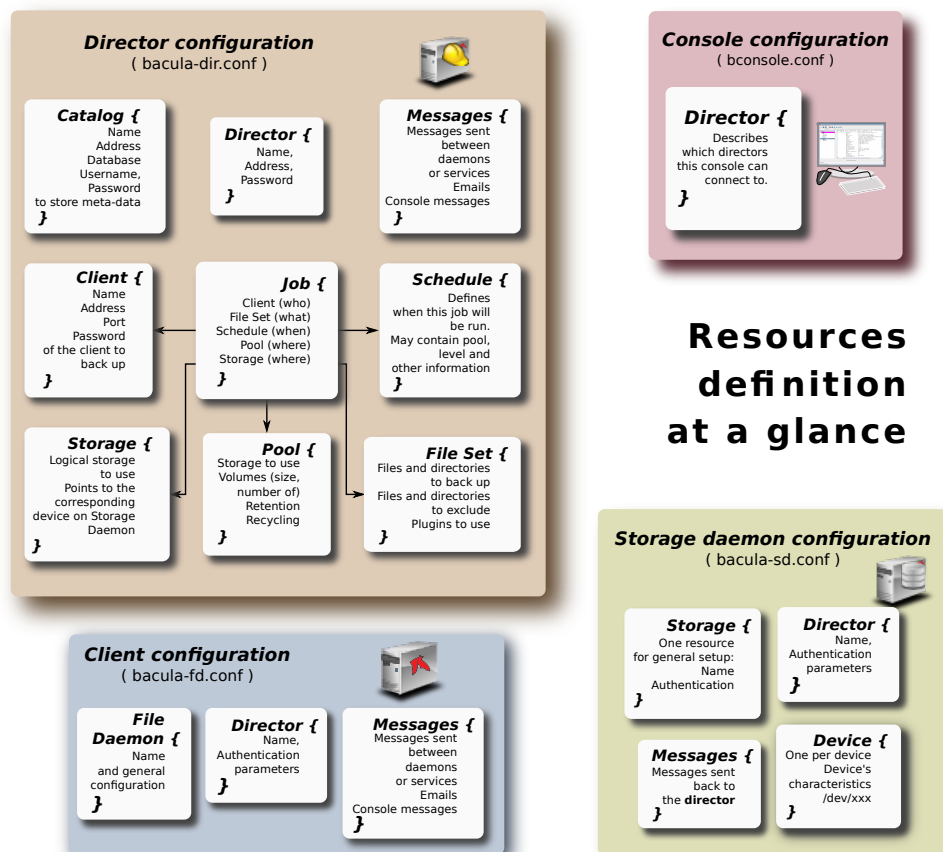 Director configuration
( bacula-dir.conf )
Catalog {
Name
Address
Database
Username,
Password
to store meta-data
}
Director {
Name,
Address,
Password
}
Messages {
Messages sent
between
daemons
or services
Emails
Console messages
}
Client {
Name
Address
Port
Password
of the client to
back up
}
Job {
Client (who)
File Set (what)
Schedule (when)
Pool (where)
Storage (where)
}
Schedule {
Defines
when this job will
be run.
May contain pool,
level and
other information
}
Storage {
Logical storage
to use
Points to the
corresponding
device on Storage
Daemon
}
Pool {
Storage to use
Volumes (size,
number of)
Retention
Recycling
}
File Set {
Files and directories
to back up
Files and directories
to exclude
Plugins to use
}
Console configuration
( bconsole.conf )
Director {
Describes
which directors
this console can
connect to.
}
Resources
definition
at a glance
Client configuration
( bacula-fd.conf )
File
Daemon {
Name
and general
configuration
}
Director {
Name,
Authentication
parameters
}
Messages {
Messages sent
between
daemons
or services
Emails
Console messages
}
Storage daemon configuration
( bacula-sd.conf )
Storage {
One resource
for general setup:
Name
Authentication
}
Director {
Name,
Authentication
parameters
}
Messages {
Messages sent
back to
the director
}
Device {
One per device
Device's
characteristics
/dev/xxx
}